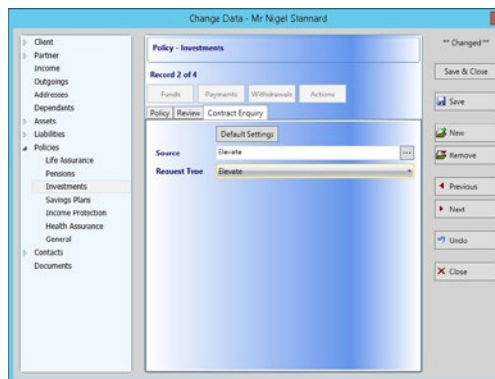 Change Data - Mr Nigel Stannard
Client
Partner
Income
Outgoings
Addresses
Dependants
Assets
Liabilities
Policies
Life Assurance
Pensions
Investments
Savings Plans
Income Protection
Health Assurance
General
Contacts
Documents
Policy - Investments
Record 2 of 4
Funds Payments Withdrawals Actions
Policy Review Contract Enquiry
Default Settings
Source Elevate ...
Request Type Elevate
** Changed **
Save & Close
Save
New
Remove
Previous
Next
Undo
Close